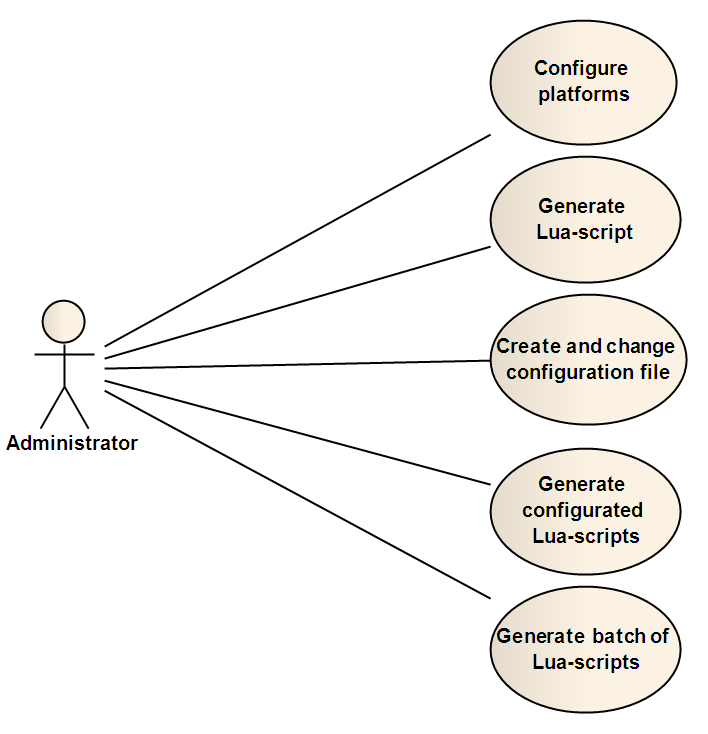 Configure
platforms
Generate
Lua-script
Create and change
configuration file
Administrator
Generate
configurated
Lua-scripts
Generate batch of
Lua-scripts